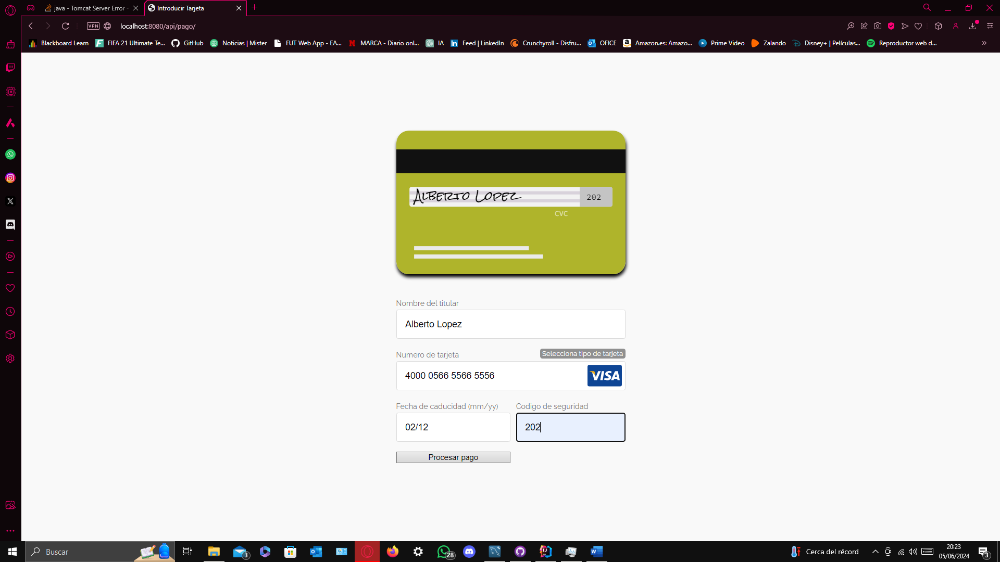 java - Tomcat Server Error -
Introducir Tarjeta
VPN
localhost:8080/api/pago/
Blackboard Learn
FIFA 21 Ultimate Te...
GitHub
Noticias | Mister
FUT Web App - EA...
MARCA - Diario onl...
IA
Feed | LinkedIn
Crunchyroll - Disfru...
OFICE
Amazon.es: Amazo...
Prime Video
Zalando
Disney+ | Películas...
Reproductor web d...
Alberto Lopez
202
CVC
Nombre del titular
Alberto Lopez
Numero de tarjeta
Selecciona tipo de tarjeta
4000 0566 5566 5556
VISA
Fecha de caducidad (mm/yy)
Codigo de seguridad
02/12
202
Procesar pago
Buscar
3
28
Cerca del récord
20:23
05/06/2024
3